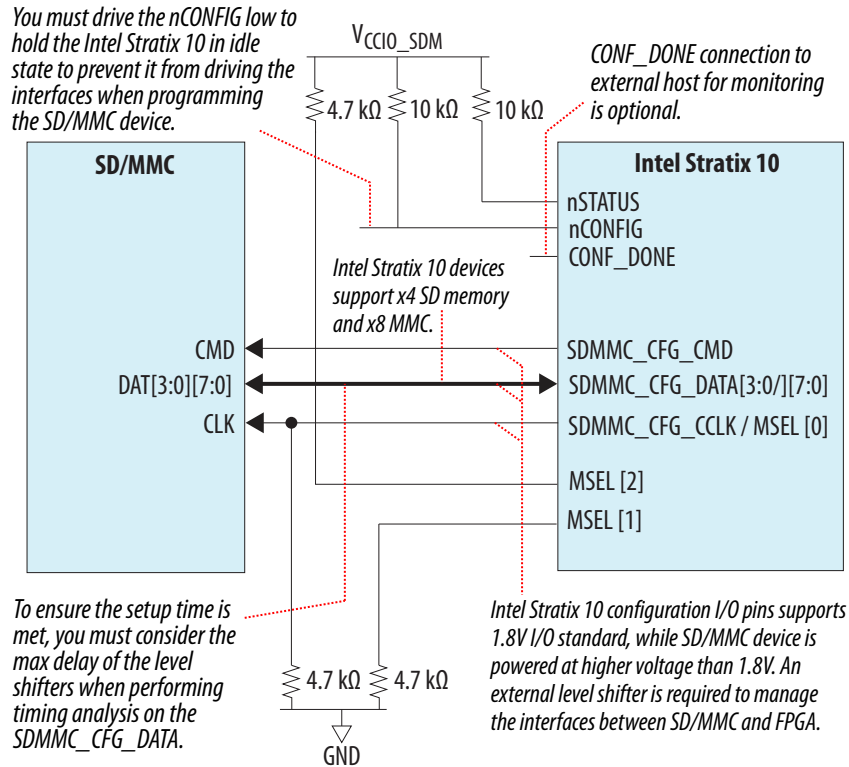 You must drive the nCONFIG low to
hold the Intel Stratix 10 in idle
state to prevent it from driving the
interfaces when programming
the SD/MMC device.
VCCIO_SDM
CONF_DONE connection to
external host for monitoring
is optional.
4.7 kΩ
10 kΩ
10 kΩ
SD/MMC
Intel Stratix 10
nSTATUS
nCONFIG
CONF_DONE
Intel Stratix 10 devices
support x4 SD memory
and x8 MMC.
CMD
SDMMC_CFG_CMD
DAT[3:0][7:0]
SDMMC_CFG_DATA[3:0/][7:0]
CLK
SDMMC_CFG_CCLK / MSEL [0]
MSEL [2]
MSEL [1]
To ensure the setup time is
met, you must consider the
max delay of the level
shifters when performing
timing analysis on the
SDMMC_CFG_DATA.
4.7 kΩ
4.7 kΩ
GND
Intel Stratix 10 configuration I/O pins supports
1.8V I/O standard, while SD/MMC device is
powered at higher voltage than 1.8V. An
external level shifter is required to manage
the interfaces between SD/MMC and FPGA.